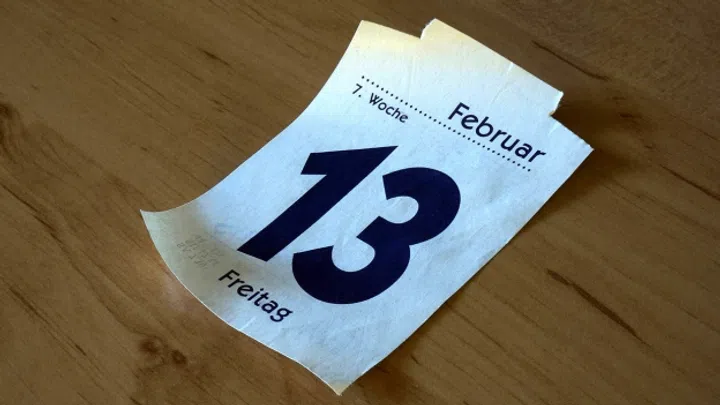 Februar
7. Woche
13
Freitag